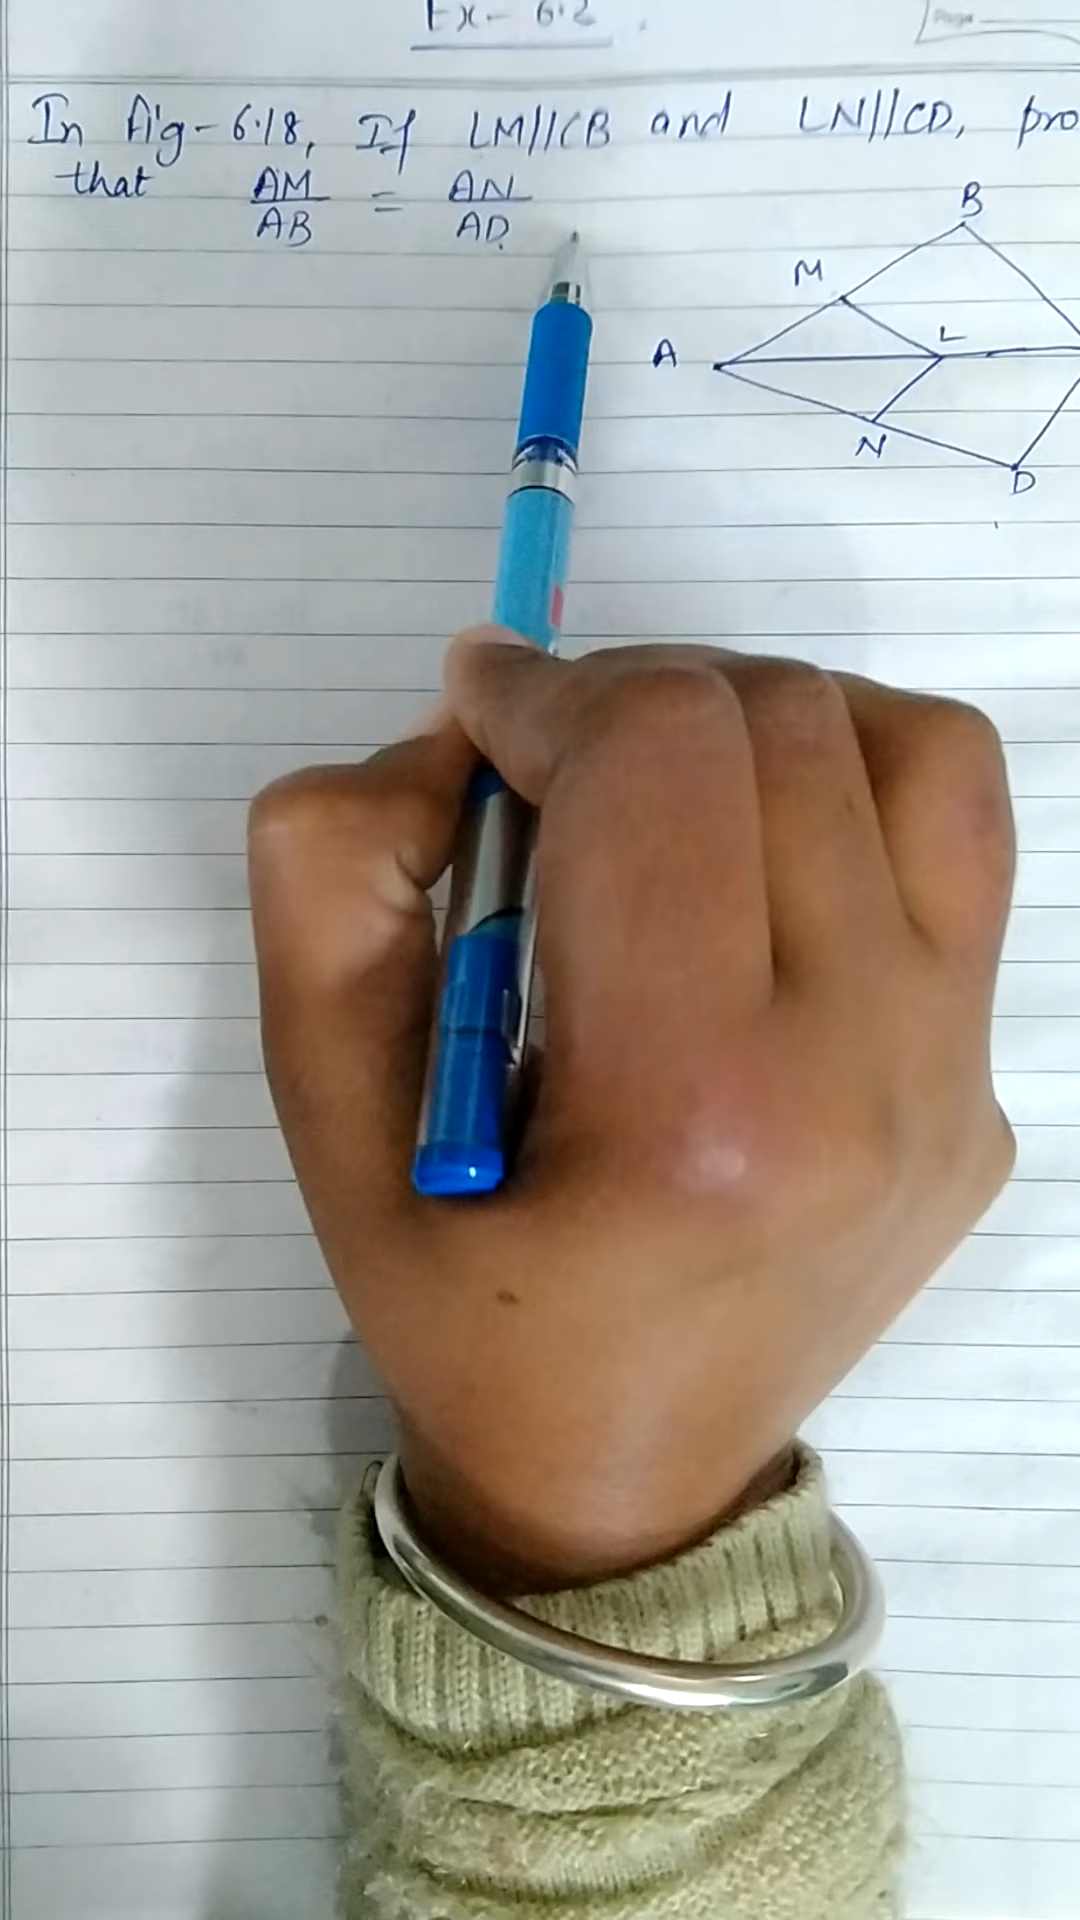 Ex - 6.2
Page
In fig - 6.18, If LM//CB and LN//CD, pro
that AM/AB = AN/AD.
B
M
L
A
N
D